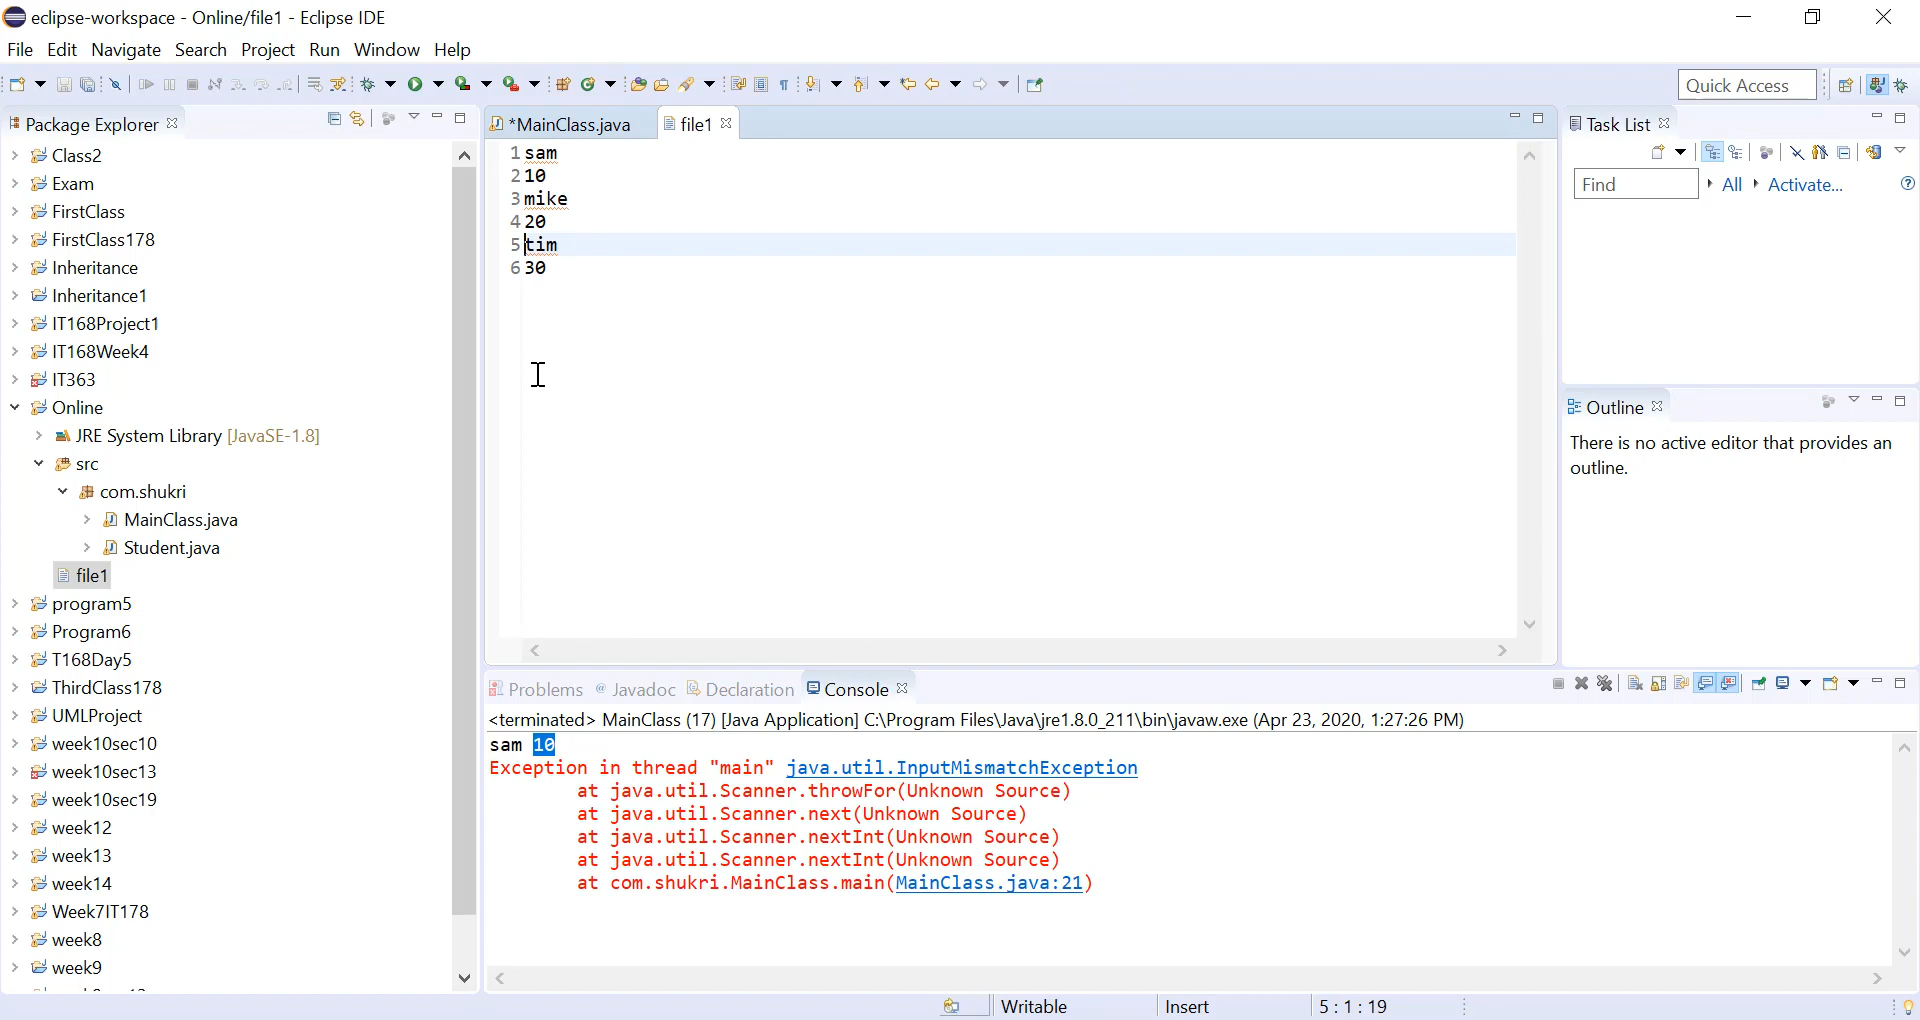 eclipse-workspace - Online/file1 - Eclipse IDE
File Edit Navigate Search Project Run Window Help
Quick Access
Package Explorer
Class2
Exam
FirstClass
FirstClass178
Inheritance
Inheritance1
IT168Project1
IT168Week4
IT363
Online
JRE System Library [JavaSE-1.8]
src
com.shukri
MainClass.java
Student.java
file1
program5
Program6
T168Day5
ThirdClass178
UMLProject
week10sec10
week10sec13
week10sec19
week12
week13
week14
Week7IT178
week8
week9
*MainClass.java
file1
1 sam
2 10
3 mike
4 20
5 tim
6 30
Task List
Find
All
Activate...
Outline
There is no active editor that provides an
outline.
Problems
Javadoc
Declaration
Console
<terminated> MainClass (17) [Java Application] C:\Program Files\Java\jre1.8.0_211\bin\javaw.exe (Apr 23, 2020, 1:27:26 PM)
sam 10
Exception in thread "main" java.util.InputMismatchException
at java.util.Scanner.throwFor(Unknown Source)
at java.util.Scanner.next(Unknown Source)
at java.util.Scanner.nextInt(Unknown Source)
at java.util.Scanner.nextInt(Unknown Source)
at com.shukri.MainClass.main(MainClass.java:21)
Writable
Insert
5 : 1 : 19